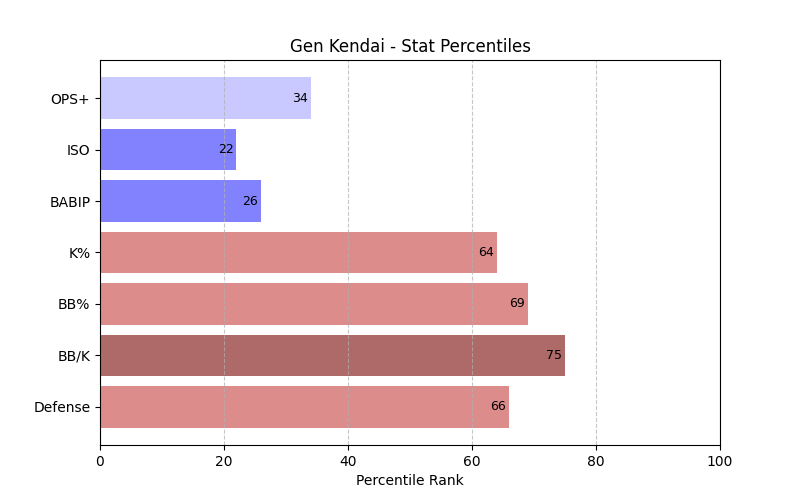 Gen Kendai - Stat Percentiles
OPS+ 34
ISO 22
BABIP 26
K% 64
BB% 69
BB/K 75
Defense 66
0 20 40 60 80 100
Percentile Rank